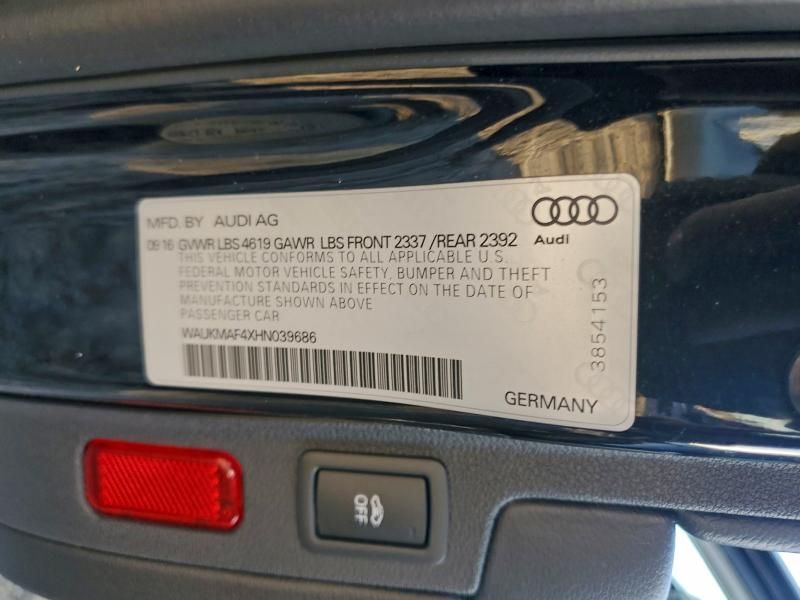 MFD. BY AUDI AG
09 16 GVWR LBS 4619 GAWR LBS FRONT 2337 /REAR 2392
Audi
THIS VEHICLE CONFORMS TO ALL APPLICABLE U.S.
FEDERAL MOTOR VEHICLE SAFETY, BUMPER AND THEFT
PREVENTION STANDARDS IN EFFECT ON THE DATE OF
MANUFACTURE SHOWN ABOVE
PASSENGER CAR
WAUKMAF4XHN039686
3854153
GERMANY
OFF